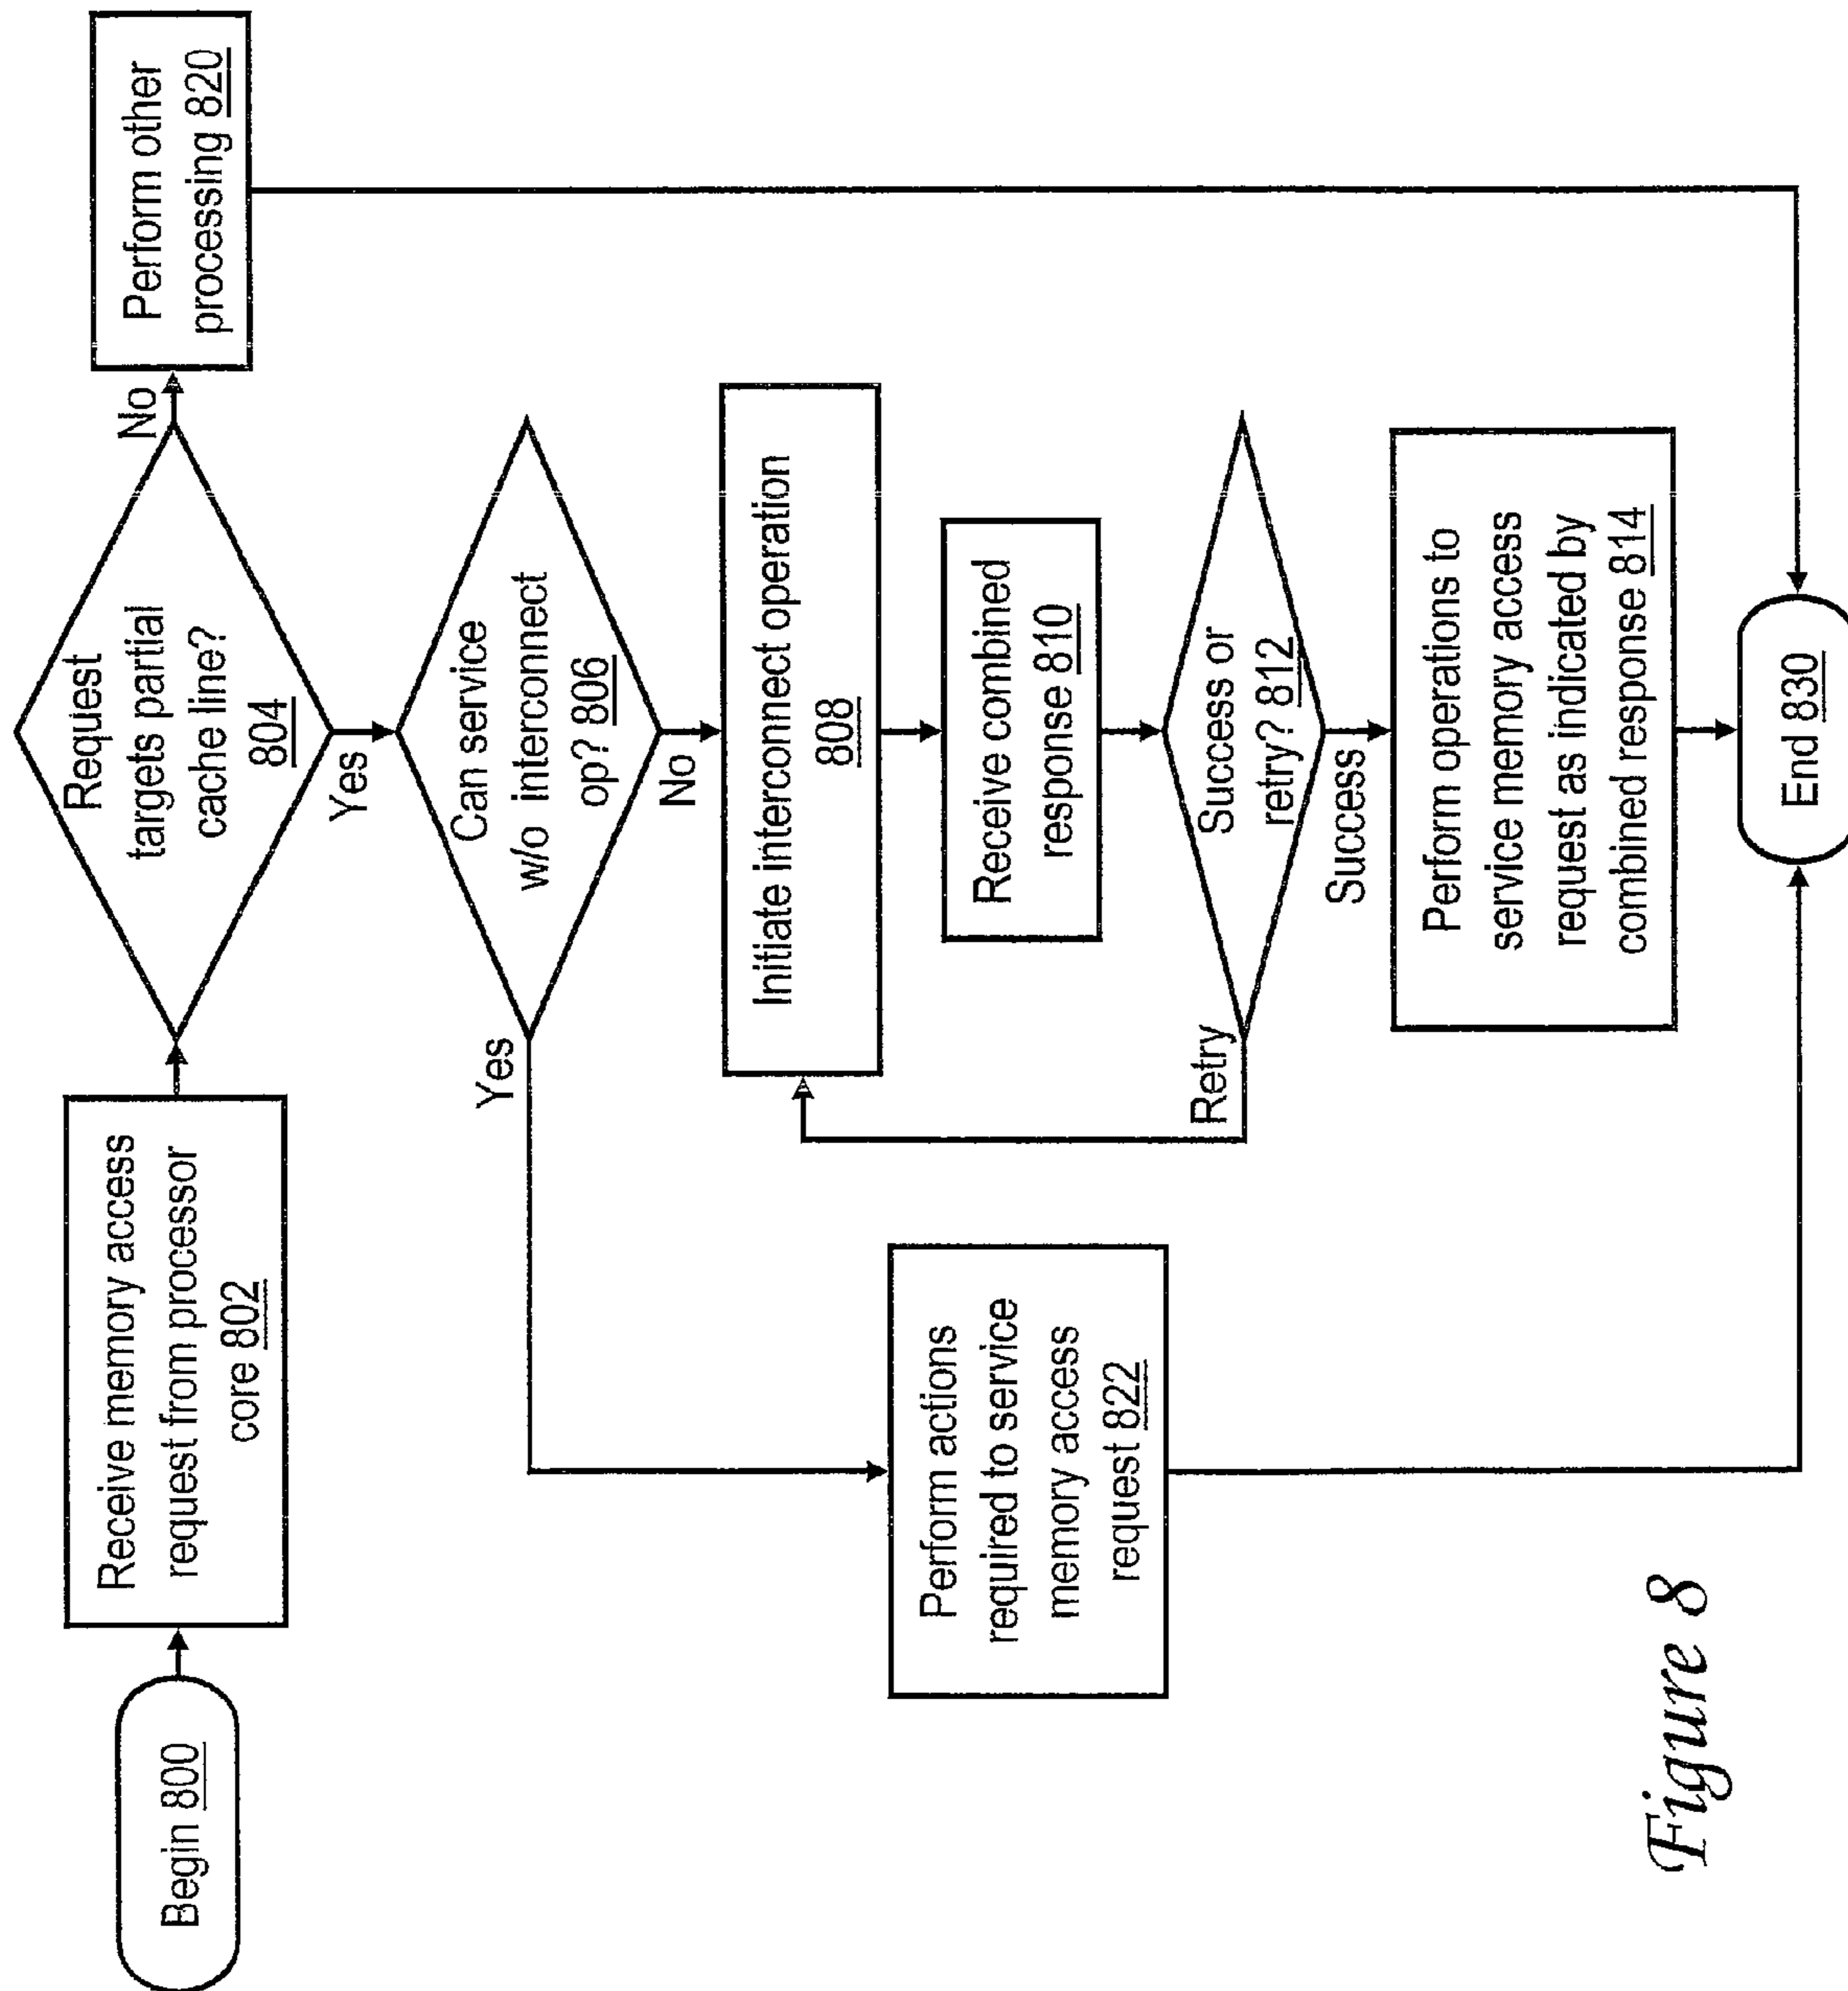 Begin 800
Receive memory access
request from processor
core 802
Request
targets partial
cache line?
804
No
Perform other
processing 820
Yes
Can service
w/o interconnect
op? 806
Yes
No
Initiate interconnect operation
808
Receive combined
response 810
Success or
retry? 812
Retry
Success
Perform operations to
service memory access
request as indicated by
combined response 814
Perform actions
required to service
memory access
request 822
End 830
Figure 8